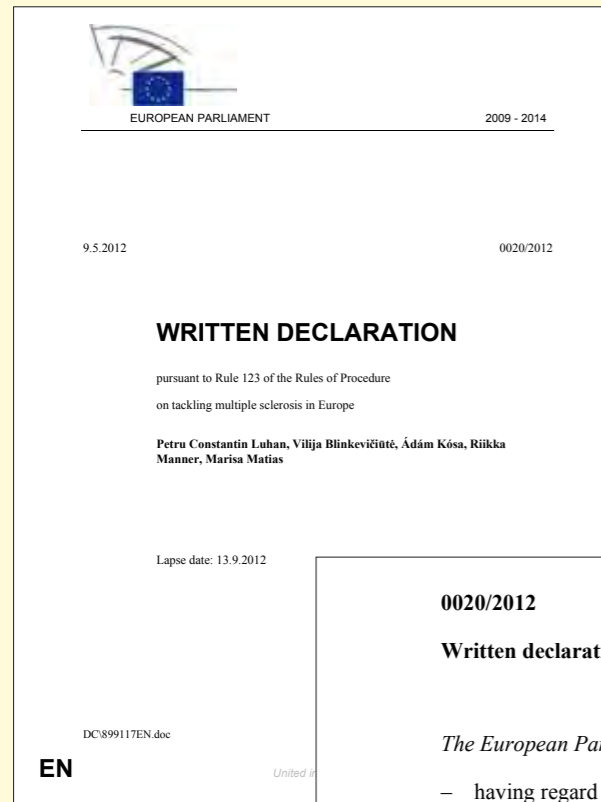 EUROPEAN PARLIAMENT 2009 - 2014
9.5.2012 0020/2012
WRITTEN DECLARATION
pursuant to Rule 123 of the Rules of Procedure
on tackling multiple sclerosis in Europe
Petru Constantin Luhan, Vilija Blinkevičiūtė, Ádám Kósa, Riikka
Manner, Marisa Matias
Lapse date: 13.9.2012
DC\899117EN.doc
EN United in
0020/2012
Written declarati
The European Par
– having regard